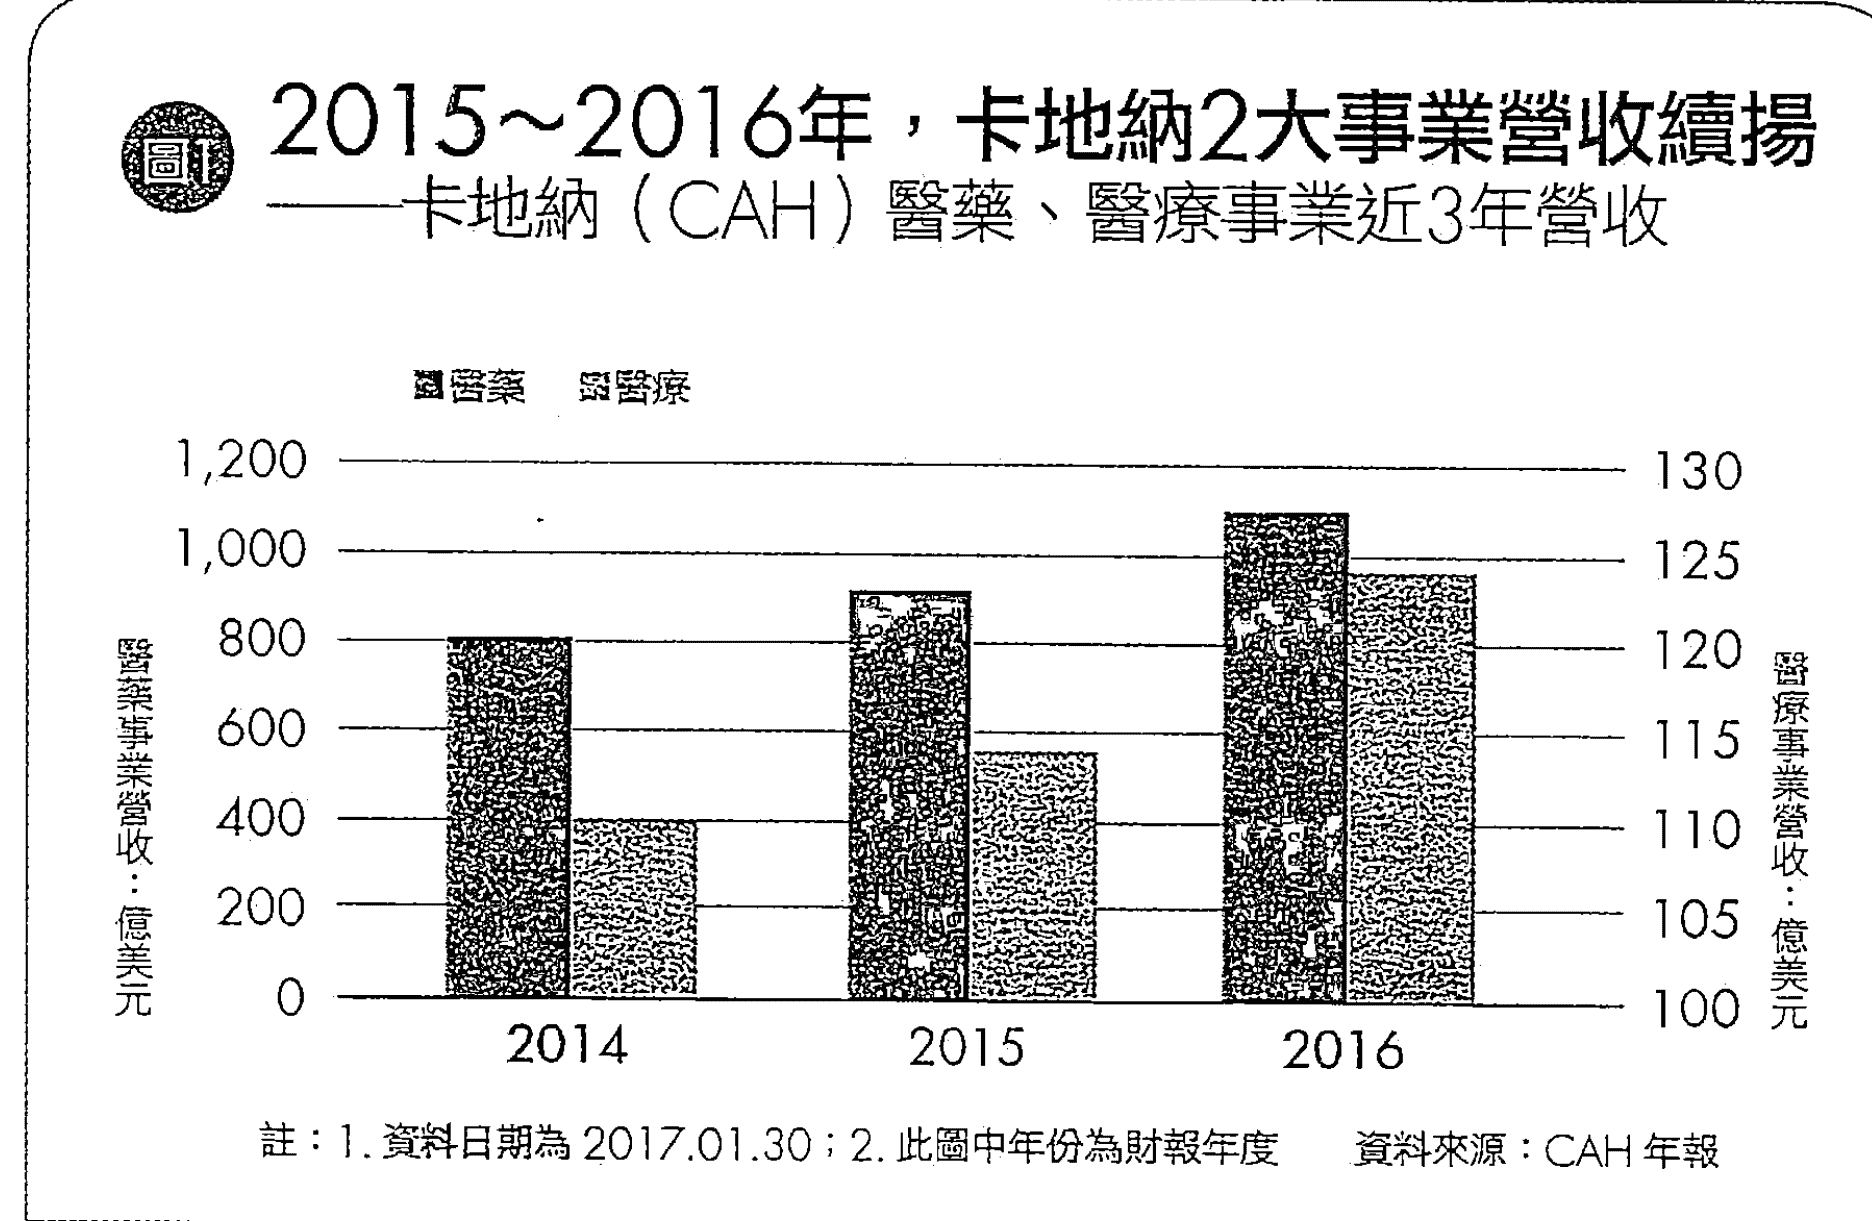 圖1
2015～2016年，卡地納2大事業營收續揚
——卡地納（CAH）醫藥、醫療事業近3年營收
醫藥 醫療
1,200 130
1,000 125
800 120
600 115
400 110
200 105
0 100
醫藥事業營收：億美元
醫療事業營收：億美元
2014 2015 2016
註：1. 資料日期為 2017.01.30；2. 此圖中年份為財報年度 資料來源：CAH 年報